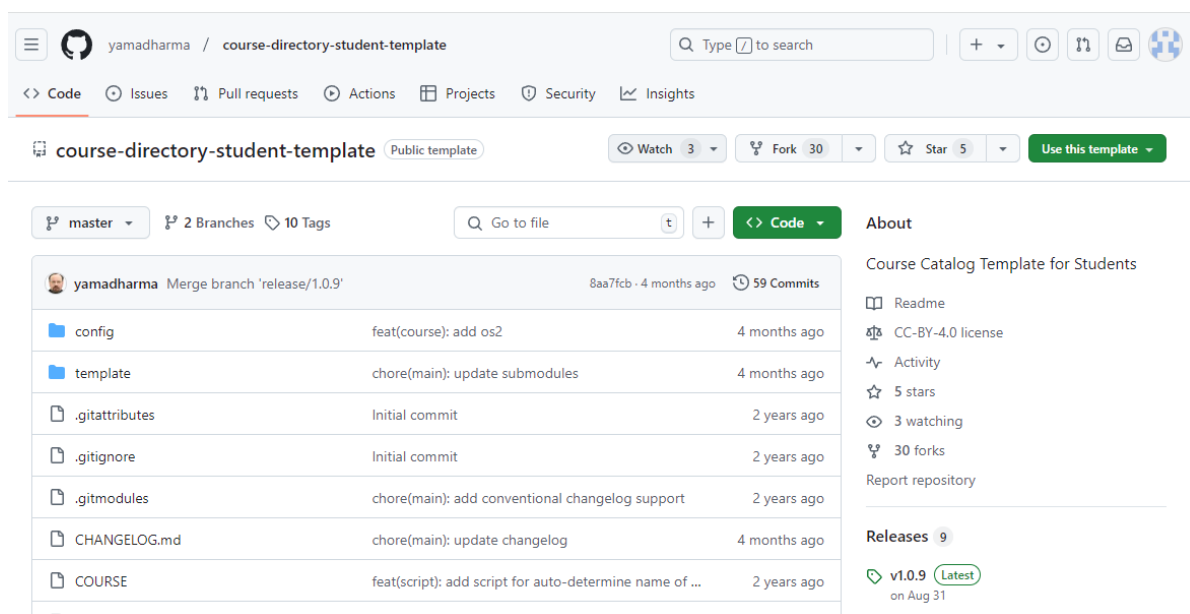 yamadharma / course-directory-student-template
Type / to search
Code Issues Pull requests Actions Projects Security Insights
course-directory-student-template Public template
Watch 3 Fork 30 Star 5 Use this template
master 2 Branches 10 Tags Go to file t + Code
About
Course Catalog Template for Students
yamadharma Merge branch 'release/1.0.9' 8aa7fcb · 4 months ago 59 Commits
config feat(course): add os2 4 months ago
template chore(main): update submodules 4 months ago
.gitattributes Initial commit 2 years ago
.gitignore Initial commit 2 years ago
.gitmodules chore(main): add conventional changelog support 2 years ago
CHANGELOG.md chore(main): update changelog 4 months ago
COURSE feat(script): add script for auto-determine name of ... 2 years ago
Readme
CC-BY-4.0 license
Activity
5 stars
3 watching
30 forks
Report repository
Releases 9
v1.0.9 Latest
on Aug 31